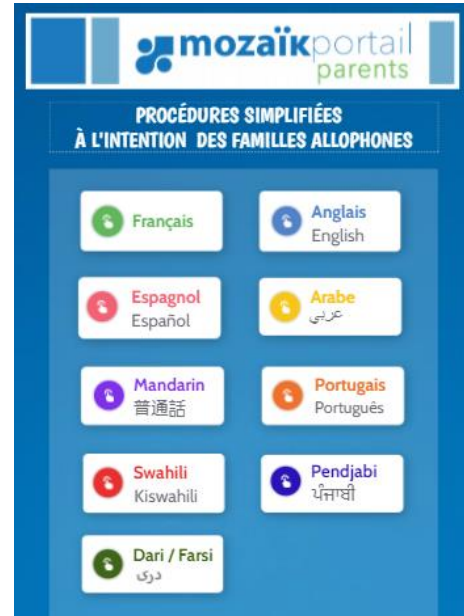 mozaïkportail
parents
PROCÉDURES SIMPLIFIÉES
À L'INTENTION DES FAMILLES ALLOPHONES
Français
Anglais
English
Espagnol
Español
Arabe
عربي
Mandarin
普通話
Portugais
Português
Swahili
Kiswahili
Pendjabi
ਪੰਜਾਬੀ
Dari / Farsi
دری